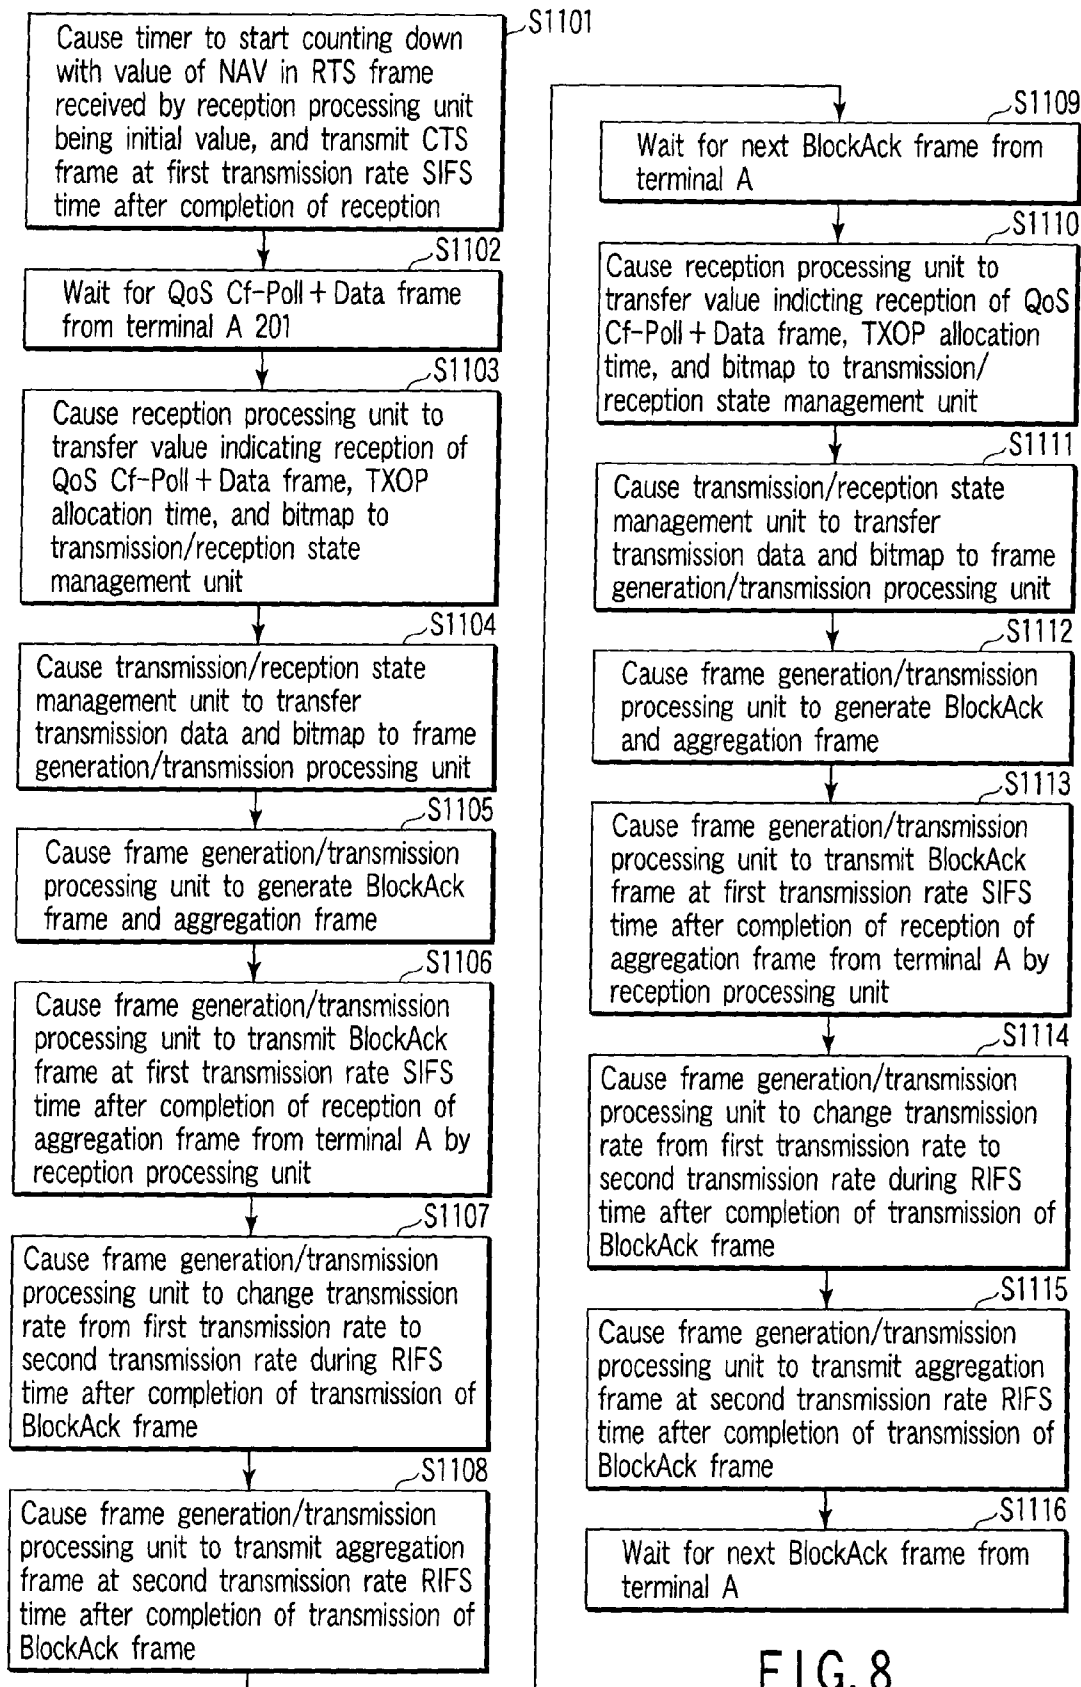 S1101
Cause timer to start counting down
with value of NAV in RTS frame
received by reception processing unit
being initial value, and transmit CTS
frame at first transmission rate SIFS
time after completion of reception
S1102
Wait for QoS Cf-Poll + Data frame
from terminal A 201
S1103
Cause reception processing unit to
transfer value indicating reception of
QoS Cf-Poll + Data frame, TXOP
allocation time, and bitmap to
transmission/reception state
management unit
S1104
Cause transmission/reception state
management unit to transfer
transmission data and bitmap to frame
generation/transmission processing unit
S1105
Cause frame generation/transmission
processing unit to generate BlockAck
frame and aggregation frame
S1106
Cause frame generation/transmission
processing unit to transmit BlockAck
frame at first transmission rate SIFS
time after completion of reception of
aggregation frame from terminal A by
reception processing unit
S1107
Cause frame generation/transmission
processing unit to change transmission
rate from first transmission rate to
second transmission rate during RIFS
time after completion of transmission of
BlockAck frame
S1108
Cause frame generation/transmission
processing unit to transmit aggregation
frame at second transmission rate RIFS
time after completion of transmission of
BlockAck frame
S1109
Wait for next BlockAck frame from
terminal A
S1110
Cause reception processing unit to
transfer value indicting reception of QoS
Cf-Poll + Data frame, TXOP allocation
time, and bitmap to transmission/
reception state management unit
S1111
Cause transmission/reception state
management unit to transfer
transmission data and bitmap to frame
generation/transmission processing unit
S1112
Cause frame generation/transmission
processing unit to generate BlockAck
and aggregation frame
S1113
Cause frame generation/transmission
processing unit to transmit BlockAck
frame at first transmission rate SIFS
time after completion of reception of
aggregation frame from terminal A by
reception processing unit
S1114
Cause frame generation/transmission
processing unit to change transmission
rate from first transmission rate to
second transmission rate during RIFS
time after completion of transmission of
BlockAck frame
S1115
Cause frame generation/transmission
processing unit to transmit aggregation
frame at second transmission rate RIFS
time after completion of transmission of
BlockAck frame
S1116
Wait for next BlockAck frame from
terminal A
FIG. 8